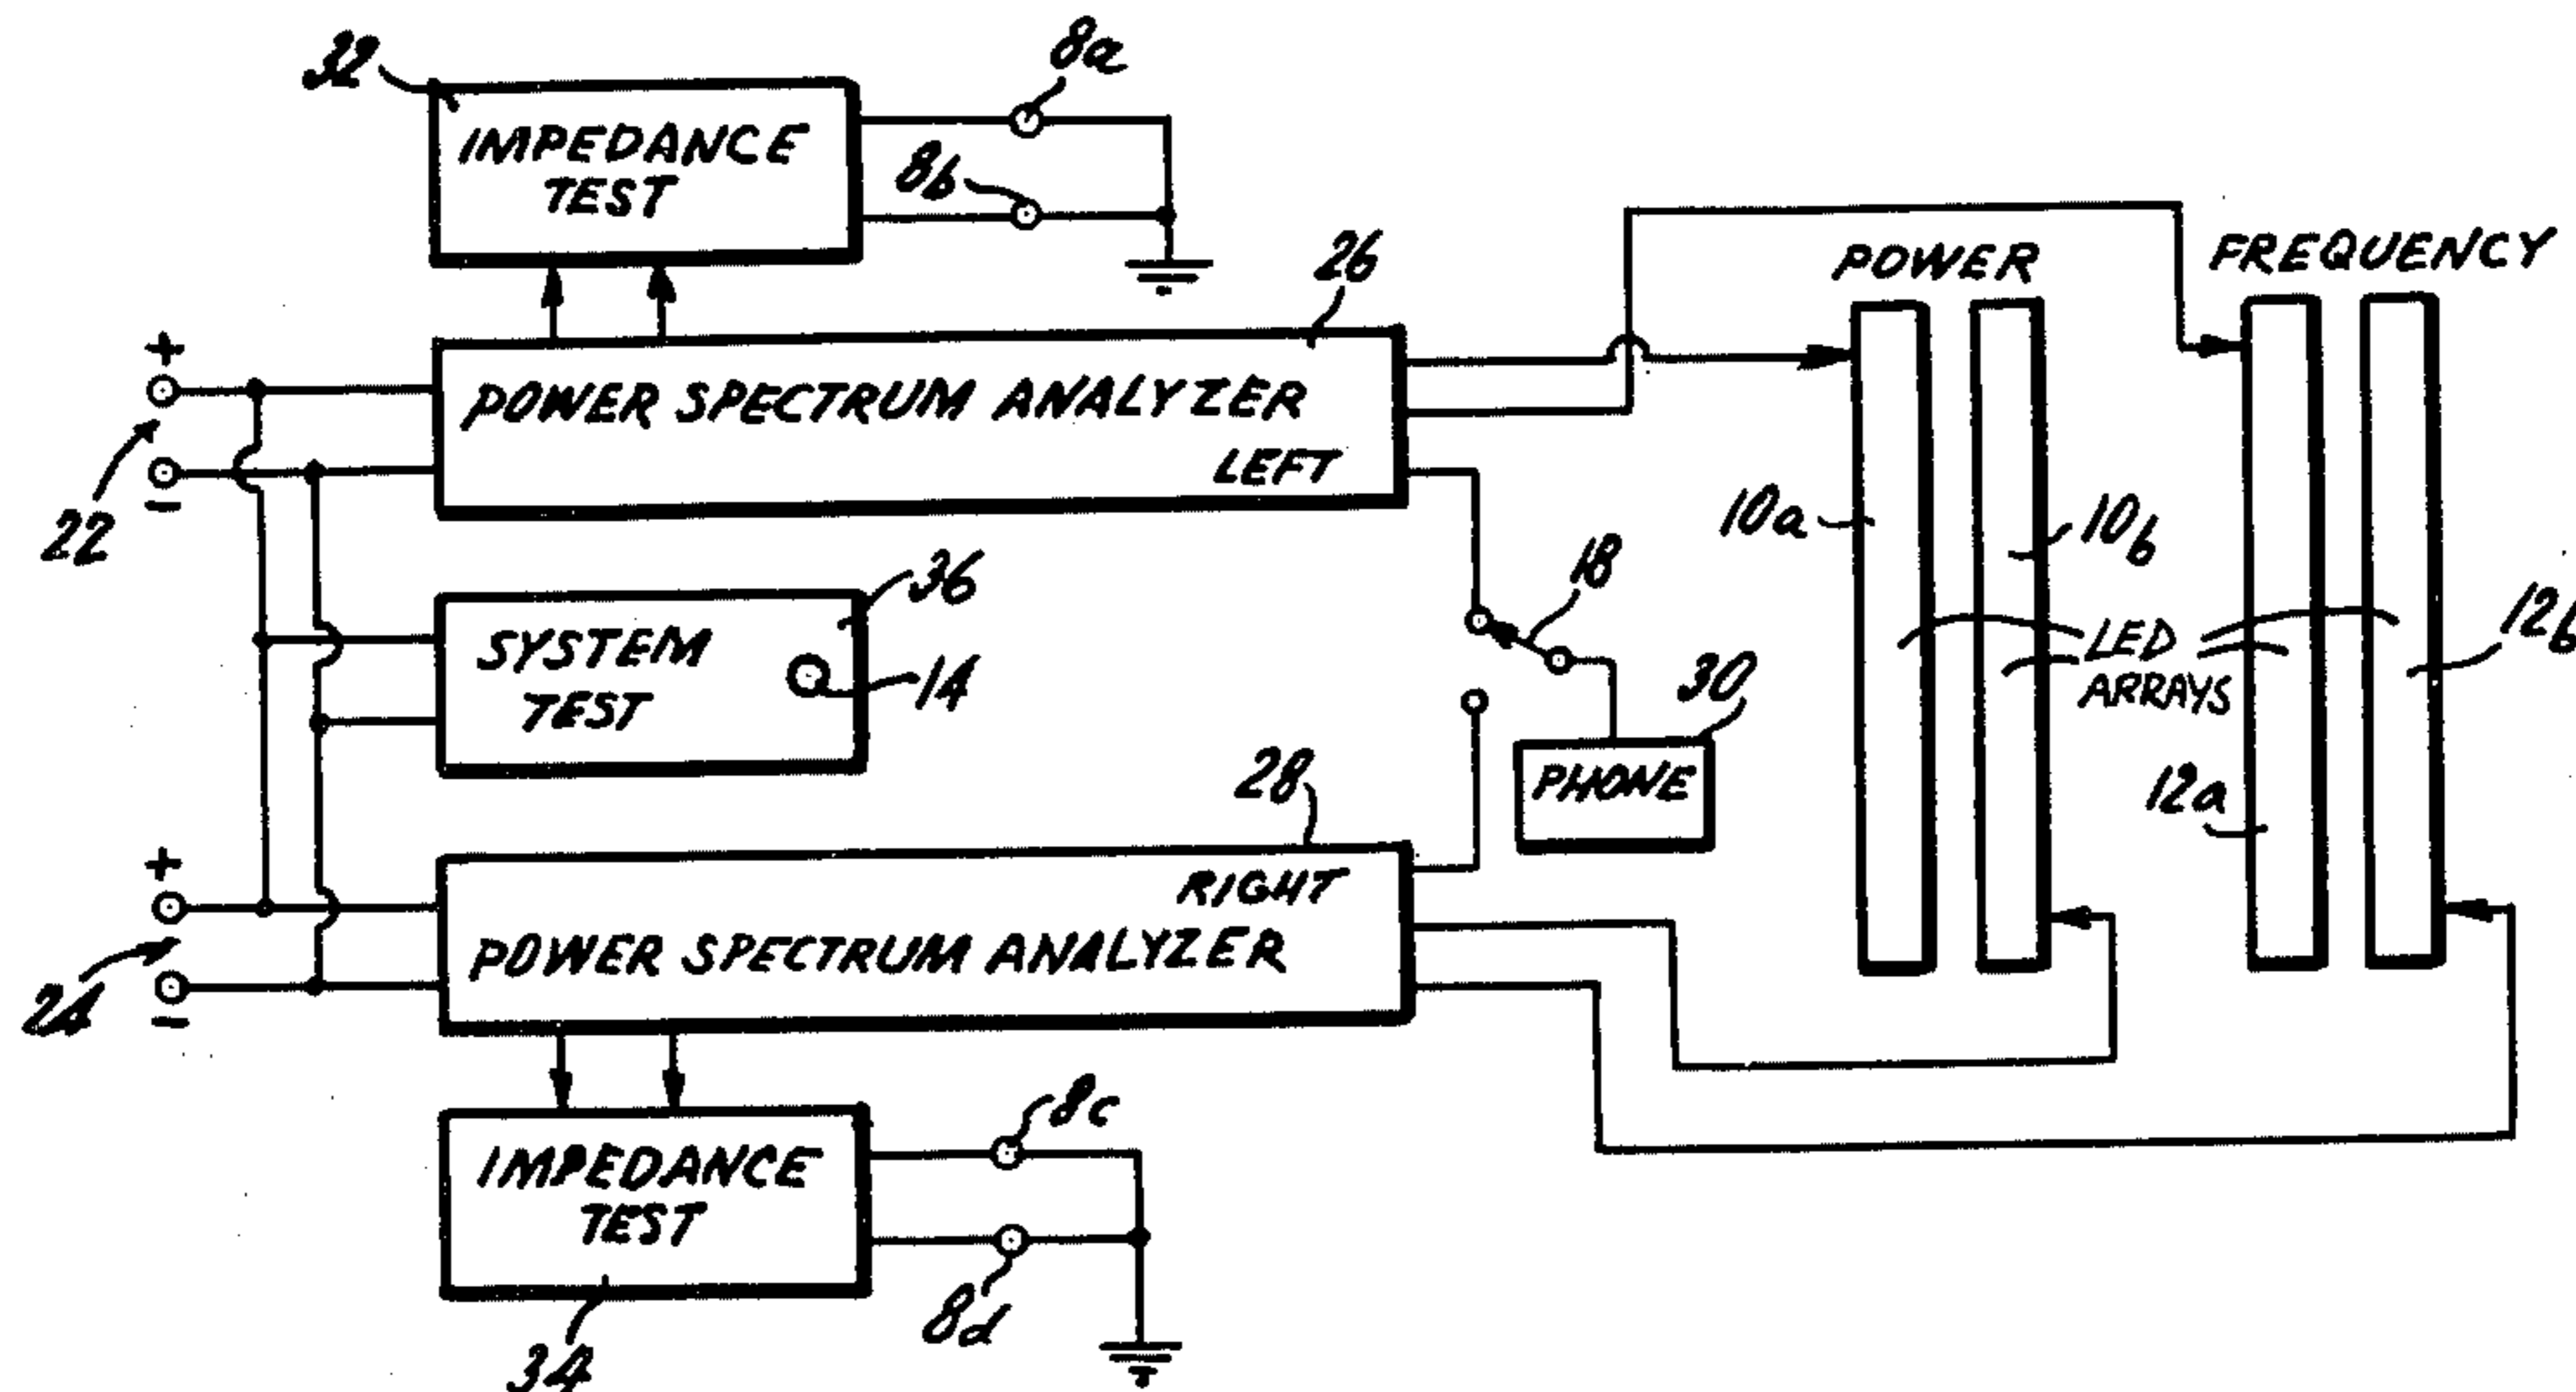 32
8a
IMPEDANCE
TEST
8b
26
POWER
FREQUENCY
+
POWER SPECTRUM ANALYZER
LEFT
−
22
10a
10b
18
36
SYSTEM
TEST
14
LED
ARRAYS
12b
30
PHONE
12a
28
+
RIGHT
POWER SPECTRUM ANALYZER
24
−
8c
IMPEDANCE
TEST
8d
34